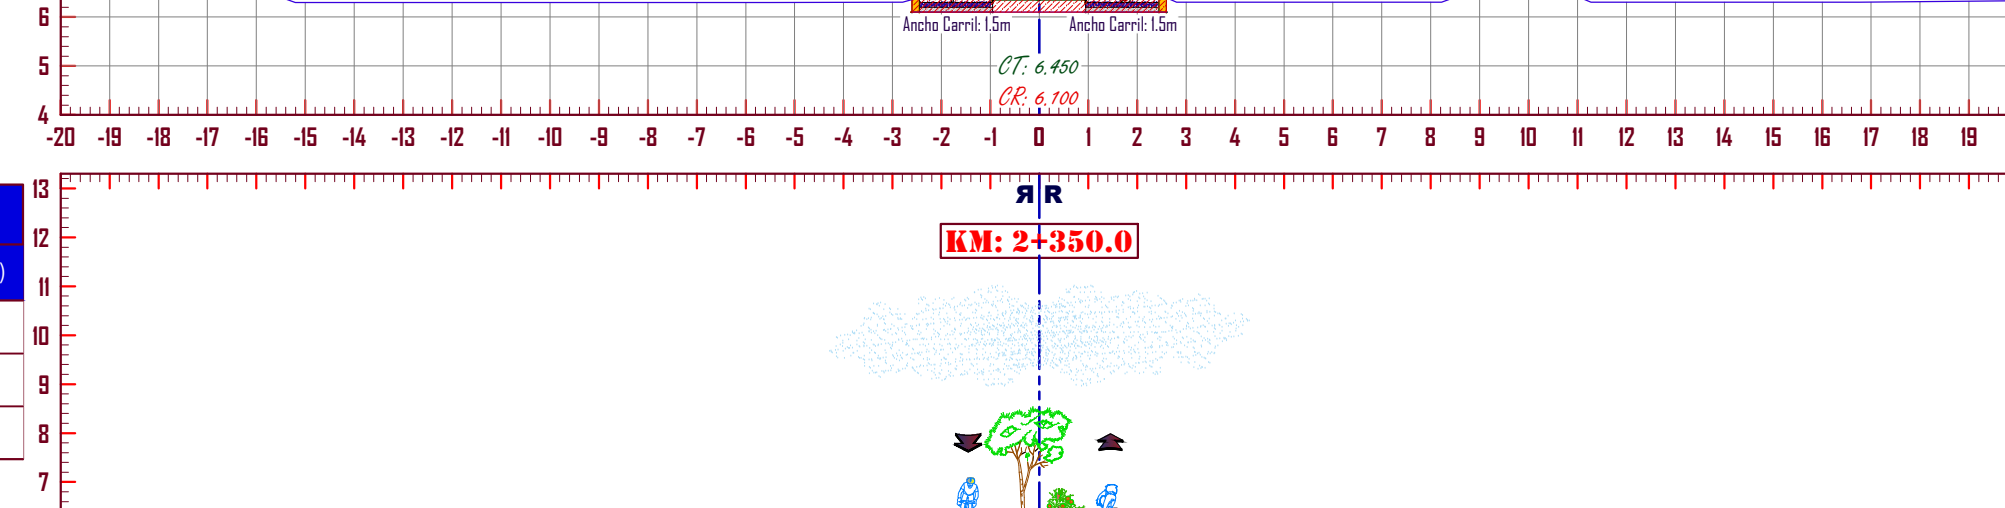 6
Ancho Carril: 1.5m Ancho Carril: 1.5m
5
CT: 6.450
CR: 6.100
4
-20 -19 -18 -17 -16 -15 -14 -13 -12 -11 -10 -9 -8 -7 -6 -5 -4 -3 -2 -1 0 1 2 3 4 5 6 7 8 9 10 11 12 13 14 15 16 17 18 19
13
ЯR
12
KM: 2+350.0
)
11
10
9
8
7